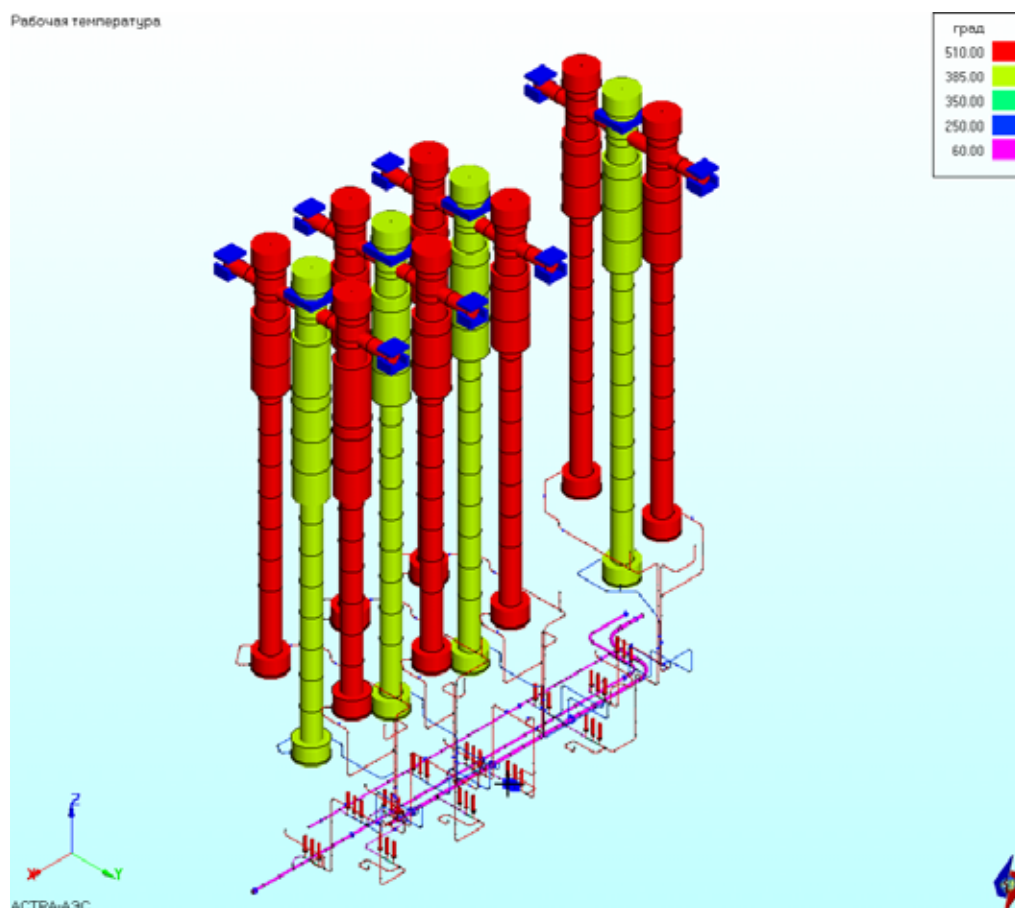 Рабочая температура
град
510.00
385.00
350.00
250.00
60.00
Z
X
Y
АСТРА-АЭС